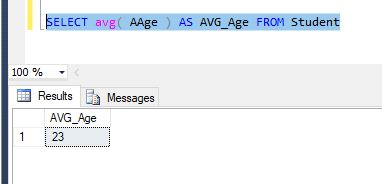 SELECT avg( AAge ) AS AVG_Age FROM Student
100 %
Results Messages
AVG_Age
1 23